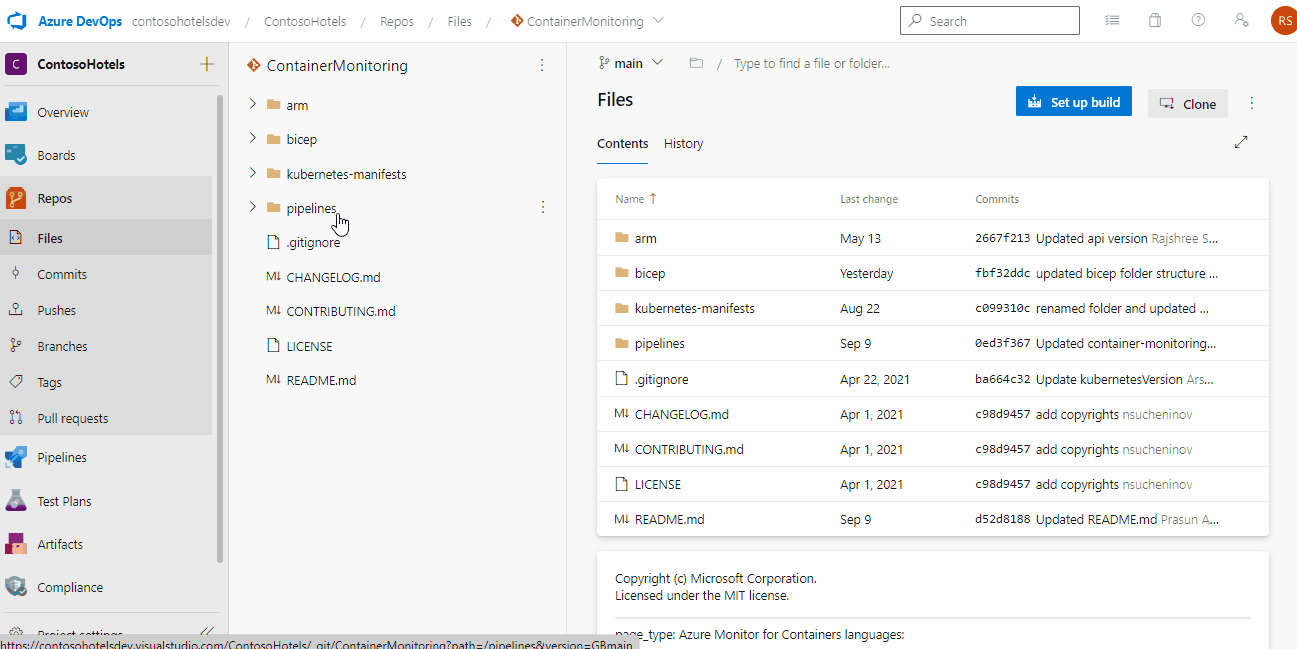 Azure DevOps contosohotelsdev / ContosoHotels / Repos / Files / ContainerMonitoring
Search
RS
C ContosoHotels
Overview
Boards
Repos
Files
Commits
Pushes
Branches
Tags
Pull requests
Pipelines
Test Plans
Artifacts
Compliance
Project settings
ContainerMonitoring
arm
bicep
kubernetes-manifests
pipelines
.gitignore
M↓ CHANGELOG.md
M↓ CONTRIBUTING.md
LICENSE
M↓ README.md
main / Type to find a file or folder...
Files
Set up build
Clone
Contents History
Name ↑ Last change Commits
arm May 13 2667f213 Updated api version Rajshree S...
bicep Yesterday fbf32ddc updated bicep folder structure ...
kubernetes-manifests Aug 22 c099310c renamed folder and updated ...
pipelines Sep 9 0ed3f367 Updated container-monitoring...
.gitignore Apr 22, 2021 ba664c32 Update kubernetesVersion Ars...
M↓ CHANGELOG.md Apr 1, 2021 c98d9457 add copyrights nsucheninov
M↓ CONTRIBUTING.md Apr 1, 2021 c98d9457 add copyrights nsucheninov
LICENSE Apr 1, 2021 c98d9457 add copyrights nsucheninov
M↓ README.md Sep 9 d52d8188 Updated README.md Prasun A...
Copyright (c) Microsoft Corporation.
Licensed under the MIT license.
page_type: Azure Monitor for Containers languages:
https://contosohotelsdev.visualstudio.com/ContosoHotels/_git/ContainerMonitoring?path=/pipelines&version=GBmain